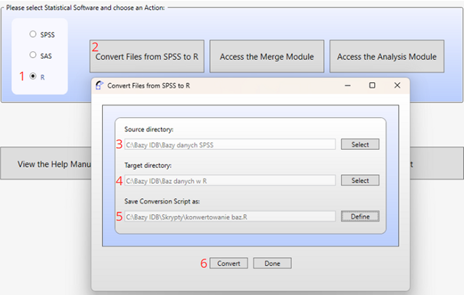 Please select Statistical Software and choose an Action:
SPSS
SAS
1 R
2 Convert Files from SPSS to R
Access the Merge Module
Access the Analysis Module
Convert Files from SPSS to R
Source directory:
3 C:\Bazy IDB\Bazy danych SPSS
Select
Target directory:
4 C:\Bazy IDB\Baz danych w R
Select
Save Conversion Script as:
5 C:\Bazy IDB\Skrypty\konwertowanie baz.R
Define
6 Convert
Done
View the Help Manu
t